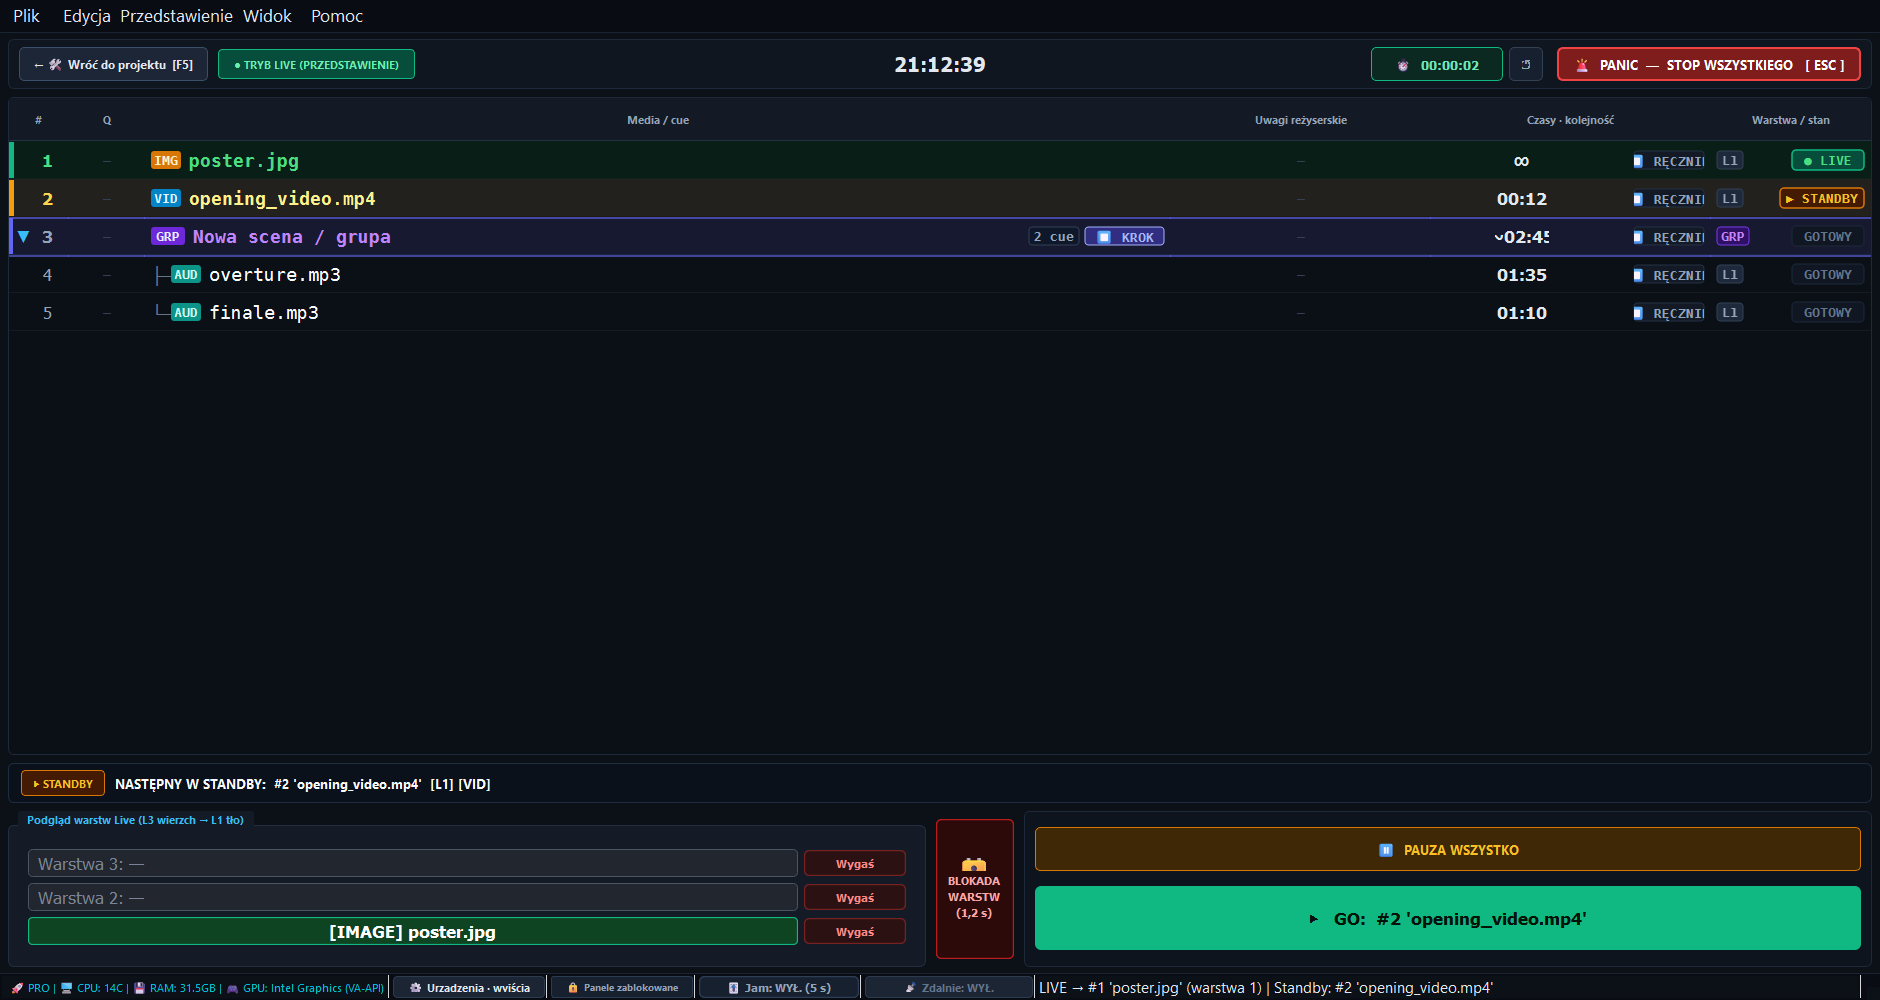 Plik Edycja Przedstawienie Widok Pomoc
← Wróć do projektu [F5] ● TRYB LIVE (PRZEDSTAWIENIE) 21:12:39 00:00:02 PANIC — STOP WSZYSTKIEGO [ ESC ]
# Q Media / cue Uwagi reżyserskie Czasy · kolejność Warstwa / stan
1 — IMG poster.jpg — ∞ RĘCZNI L1 ● LIVE
2 — VID opening_video.mp4 — 00:12 RĘCZNI L1 ▶ STANDBY
▼ 3 — GRP Nowa scena / grupa 2 cue KROK — ~02:45 RĘCZNI GRP GOTOWY
4 — AUD overture.mp3 — 01:35 RĘCZNI L1 GOTOWY
5 — AUD finale.mp3 — 01:10 RĘCZNI L1 GOTOWY
▶ STANDBY NASTĘPNY W STANDBY: #2 'opening_video.mp4' [L1] [VID]
Podgląd warstw Live (L3 wierzch → L1 tło)
Warstwa 3: — Wygaś
Warstwa 2: — Wygaś
[IMAGE] poster.jpg Wygaś
BLOKADA
WARSTW
(1,2 s)
PAUZA WSZYSTKO
▶ GO: #2 'opening_video.mp4'
PRO | CPU: 14C | RAM: 31.5GB | GPU: Intel Graphics (VA-API) Urzadzenia · wyiścia Panele zablokowane Jam: WYŁ. (5 s) Zdalnie: WYŁ. LIVE → #1 'poster.jpg' (warstwa 1) | Standby: #2 'opening_video.mp4'